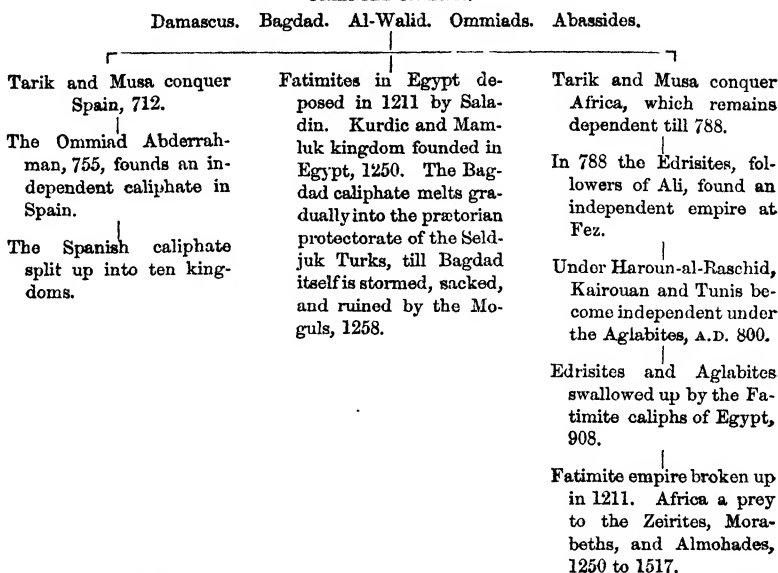 Damascus. Bagdad. Al-Walid. Ommiads. Abassides.
Tarik and Musa conquer
Spain, 712.
The Ommiad Abderrah-
man, 755, founds an in-
dependent caliphate in
Spain.
The Spanish caliphate
split up into ten king-
doms.
Fatimites in Egypt de-
posed in 1211 by Sala-
din. Kurdic and Mam-
luk kingdom founded in
Egypt, 1250. The Bag-
dad caliphate melts gra-
dually into the prætorian
protectorate of the Seld-
juk Turks, till Bagdad
itself is stormed, sacked,
and ruined by the Mo-
guls, 1258.
Tarik and Musa conquer
Africa, which remains
dependent till 788.
In 788 the Edrisites, fol-
lowers of Ali, found an
independent empire at
Fez.
Under Haroun-al-Raschid,
Kairouan and Tunis be-
come independent under
the Aglabites, A.D. 800.
Edrisites and Aglabites
swallowed up by the Fa-
timite caliphs of Egypt,
908.
Fatimite empire broken up
in 1211. Africa a prey
to the Zeirites, Mora-
beths, and Almohades,
1250 to 1517.